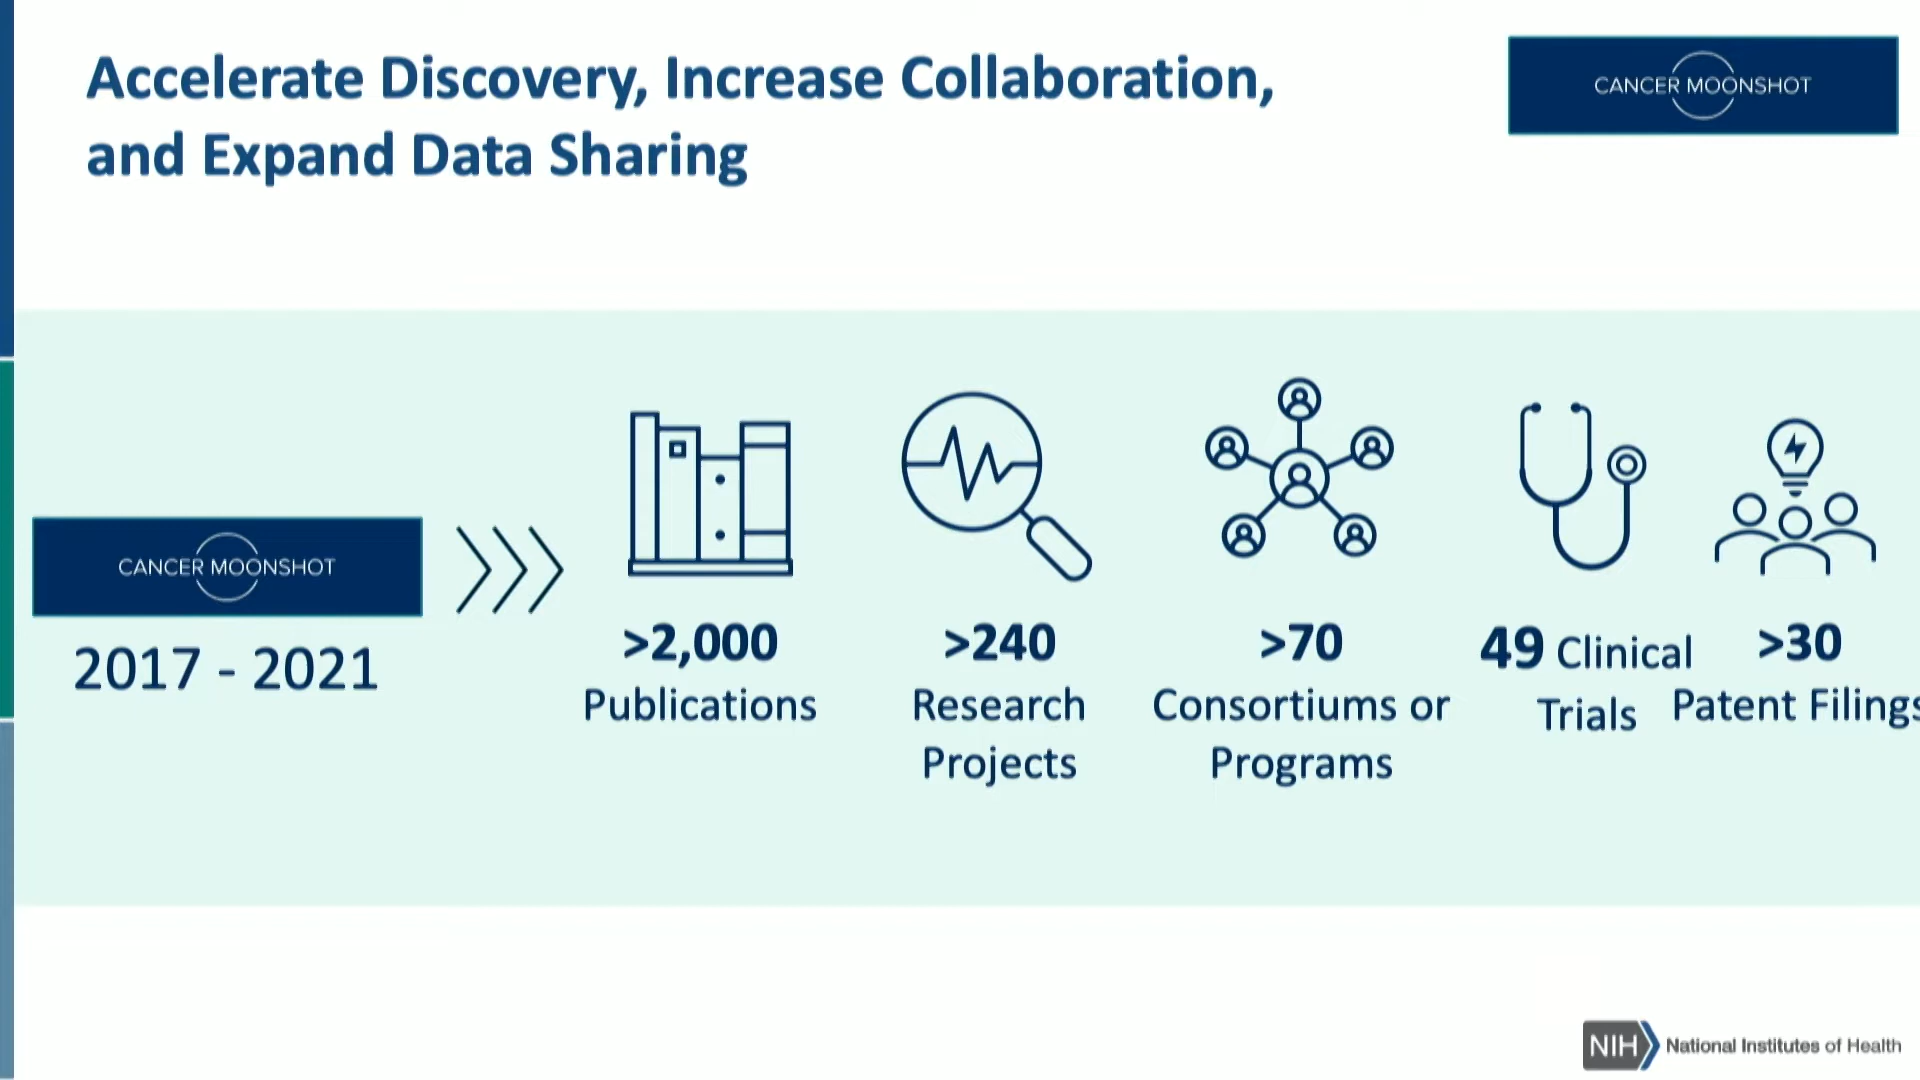 Accelerate Discovery, Increase Collaboration,
and Expand Data Sharing
CANCER MOONSHOT
CANCER MOONSHOT
2017 - 2021
>2,000
Publications
>240
Research
Projects
>70
Consortiums or
Programs
49 Clinical
Trials
>30
Patent Filings
NIH National Institutes of Health